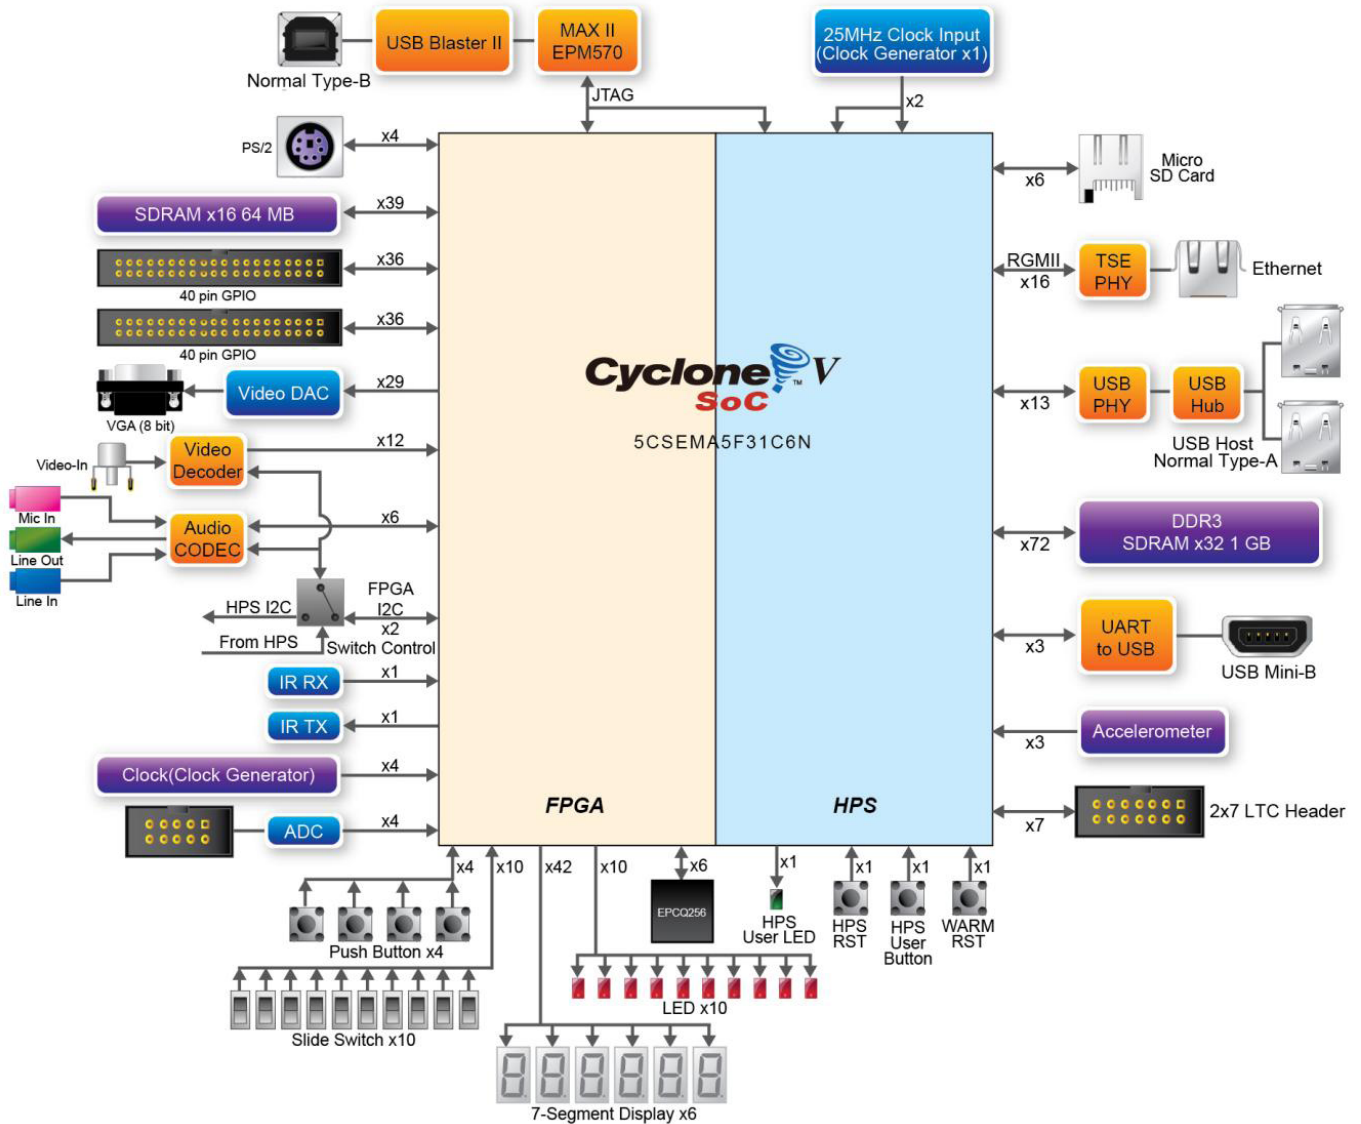 USB Blaster II
MAX II
EPM570
25MHz Clock Input
(Clock Generator x1)
Normal Type-B
JTAG
x2
PS/2
x4
Micro
SD Card
x6
SDRAM x16 64 MB
x39
x36
40 pin GPIO
RGMII
x16
TSE
PHY
Ethernet
x36
40 pin GPIO
Cyclone V
TM
SoC
5CSEMA5F31C6N
Video DAC
x29
VGA (8 bit)
x13
USB
PHY
USB
Hub
USB Host
Normal Type-A
Video-In
Video
Decoder
x12
Mic In
Line Out
Line In
Audio
CODEC
x6
x72
DDR3
SDRAM x32 1 GB
HPS I2C
From HPS
FPGA
I2C
x2
Switch Control
x3
UART
to USB
USB Mini-B
IR RX
x1
IR TX
x1
x3
Accelerometer
Clock(Clock Generator)
x4
ADC
x4
FPGA
HPS
x7
2x7 LTC Header
x4
x10
x42
x10
x6
x1
x1
x1
x1
Push Button x4
EPCQ256
HPS
User LED
HPS
RST
HPS
User
Button
WARM
RST
Slide Switch x10
LED x10
7-Segment Display x6